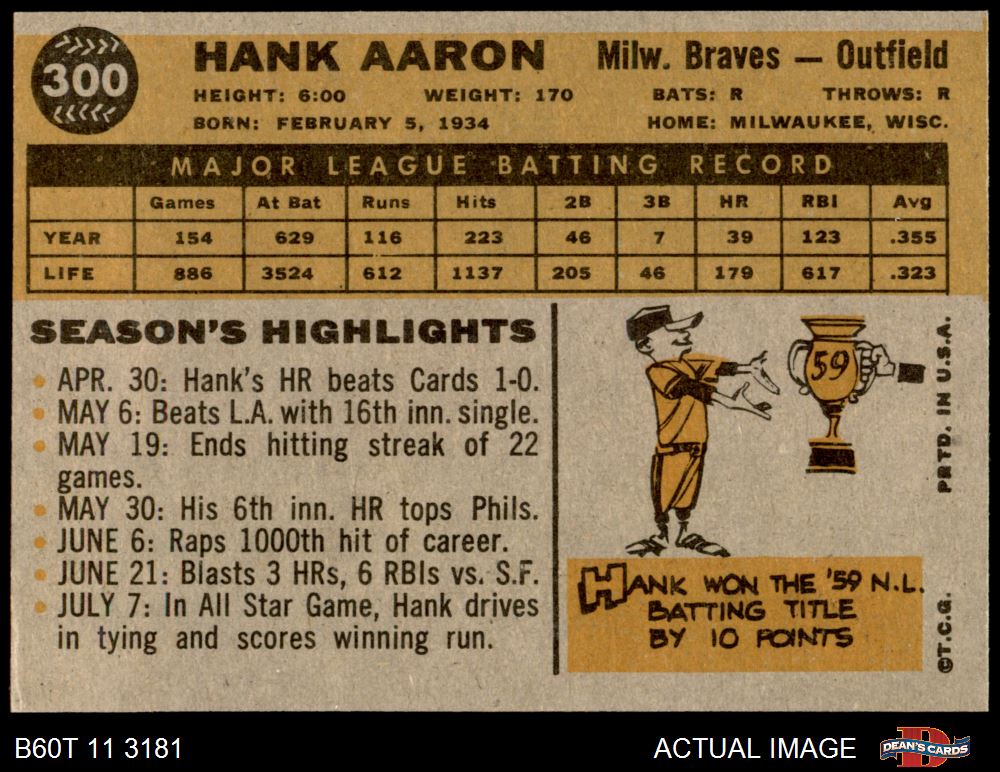 300
HANK AARON Milw. Braves — Outfield
HEIGHT: 6:00 WEIGHT: 170 BATS: R THROWS: R
BORN: FEBRUARY 5, 1934 HOME: MILWAUKEE, WISC.
MAJOR LEAGUE BATTING RECORD
Games At Bat Runs Hits 2B 3B HR RBI Avg
YEAR 154 629 116 223 46 7 39 123 .355
LIFE 886 3524 612 1137 205 46 179 617 .323
SEASON'S HIGHLIGHTS
• APR. 30: Hank's HR beats Cards 1-0.
• MAY 6: Beats L.A. with 16th inn. single.
• MAY 19: Ends hitting streak of 22
games.
• MAY 30: His 6th inn. HR tops Phils.
• JUNE 6: Raps 1000th hit of career.
• JUNE 21: Blasts 3 HRs, 6 RBIs vs. S.F.
• JULY 7: In All Star Game, Hank drives
in tying and scores winning run.
59
HANK WON THE '59 N.L.
BATTING TITLE
BY 10 POINTS
©T.C.G. PRTD. IN U.S.A.
B60T 11 3181 ACTUAL IMAGE DEAN'S CARDS